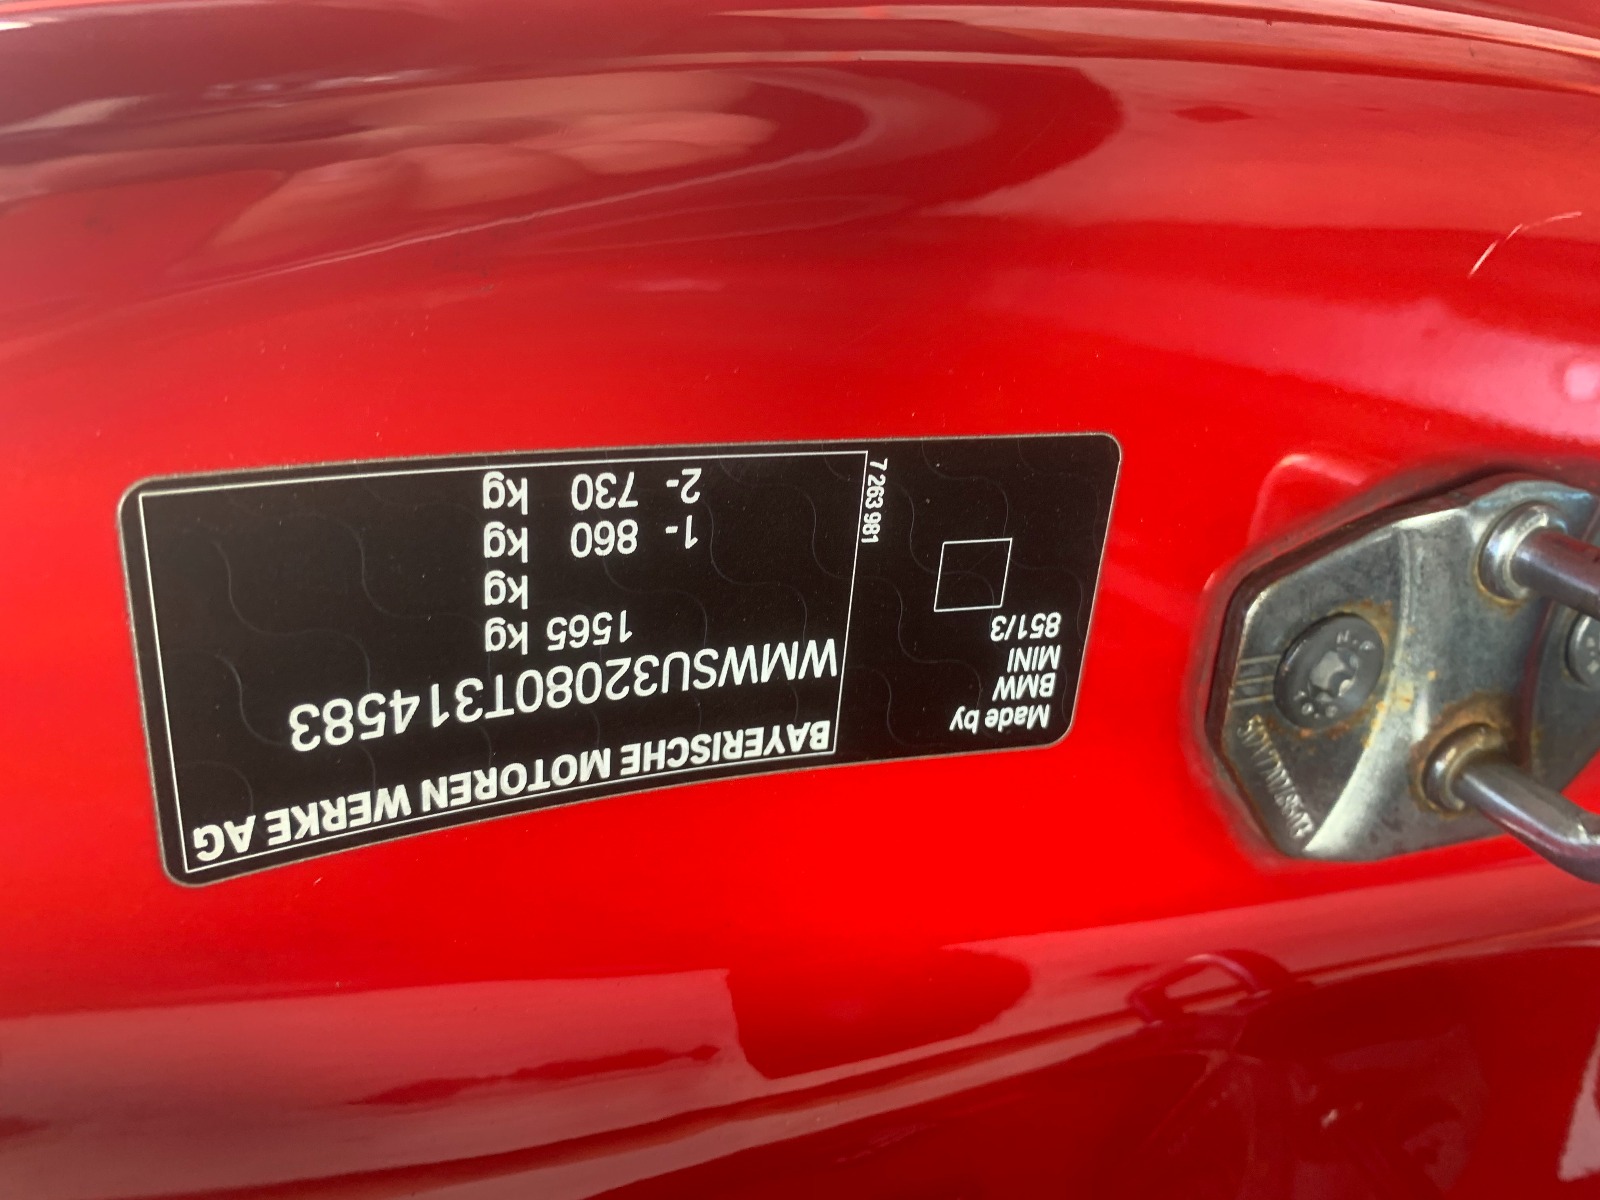 BAYERISCHE MOTOREN WERKE AG
WMWSU32080T314583
1565 kg
kg
1- 860 kg
2- 730 kg
Made by
BMW
MINI
851/3
7 263 981